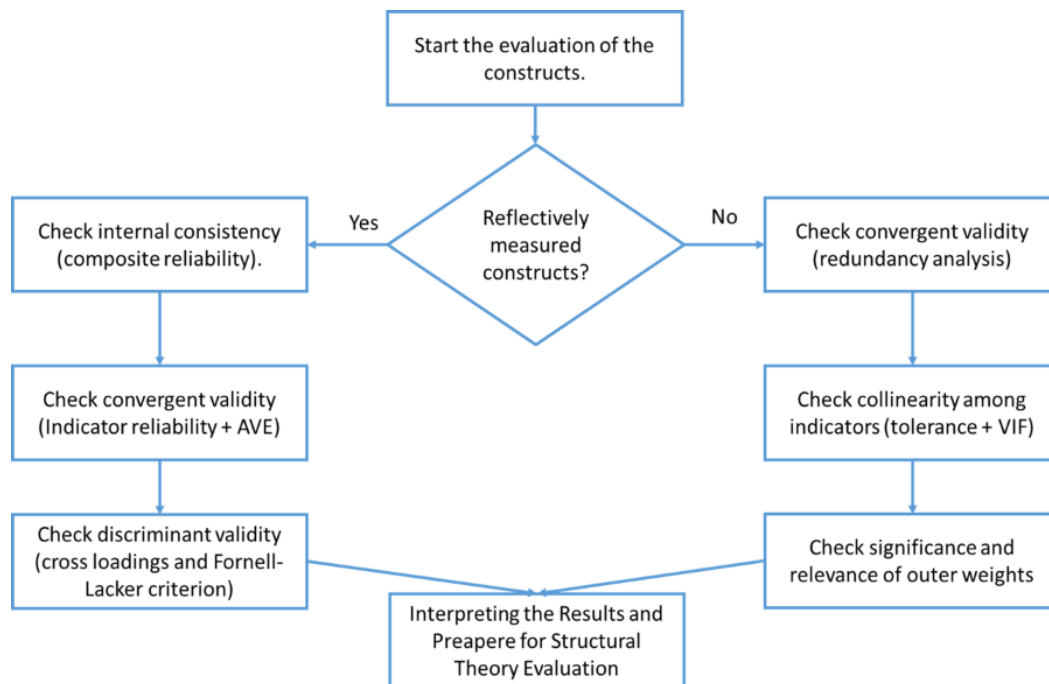 Start the evaluation of the
constructs.
Yes
Reflectively
measured
constructs?
No
Check internal consistency
(composite reliability).
Check convergent validity
(redundancy analysis)
Check convergent validity
(Indicator reliability + AVE)
Check collinearity among
indicators (tolerance + VIF)
Check discriminant validity
(cross loadings and Fornell-
Lacker criterion)
Check significance and
relevance of outer weights
Interpreting the Results and
Preapere for Structural
Theory Evaluation